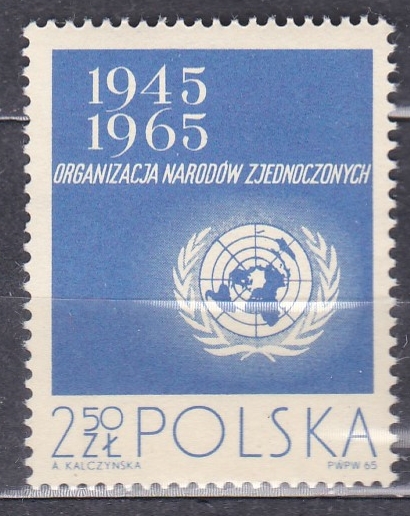 1945
1965
ORGANIZACJA NARODÓW ZJEDNOCZONYCH
2 50 ZŁ POLSKA
A. KALCZYŃSKA PWPW 65